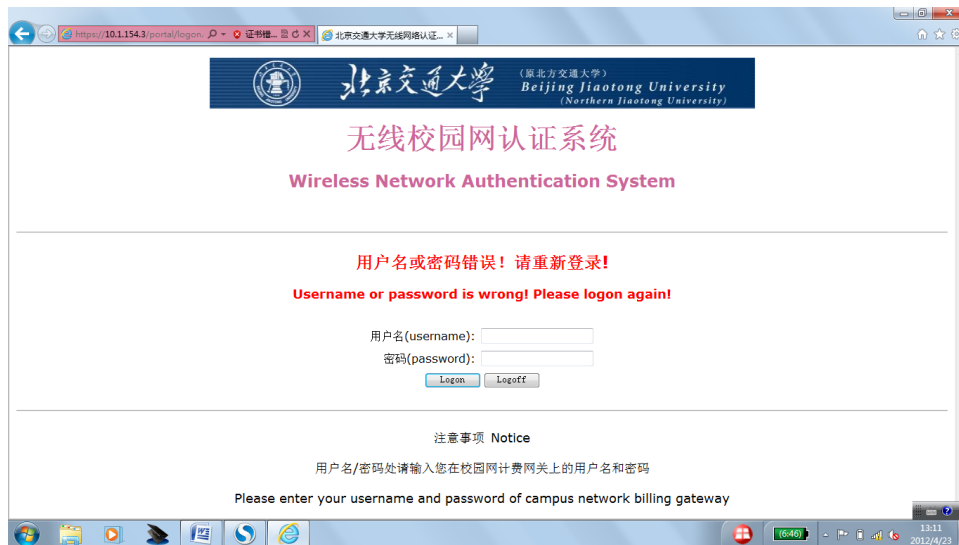 https://10.1.154.3/portal/logon.
证书错...
北京交通大学无线网络认证...
北京交通大学
(原北方交通大学)
Beijing Jiaotong University
(Northern Jiaotong University)
无线校园网认证系统
Wireless Network Authentication System
用户名或密码错误！请重新登录!
Username or password is wrong! Please logon again!
用户名(username):
密码(password):
Logon Logoff
注意事项 Notice
用户名/密码处请输入您在校园网计费网关上的用户名和密码
Please enter your username and password of campus network billing gateway
(6:46)
13:11
2012/4/23